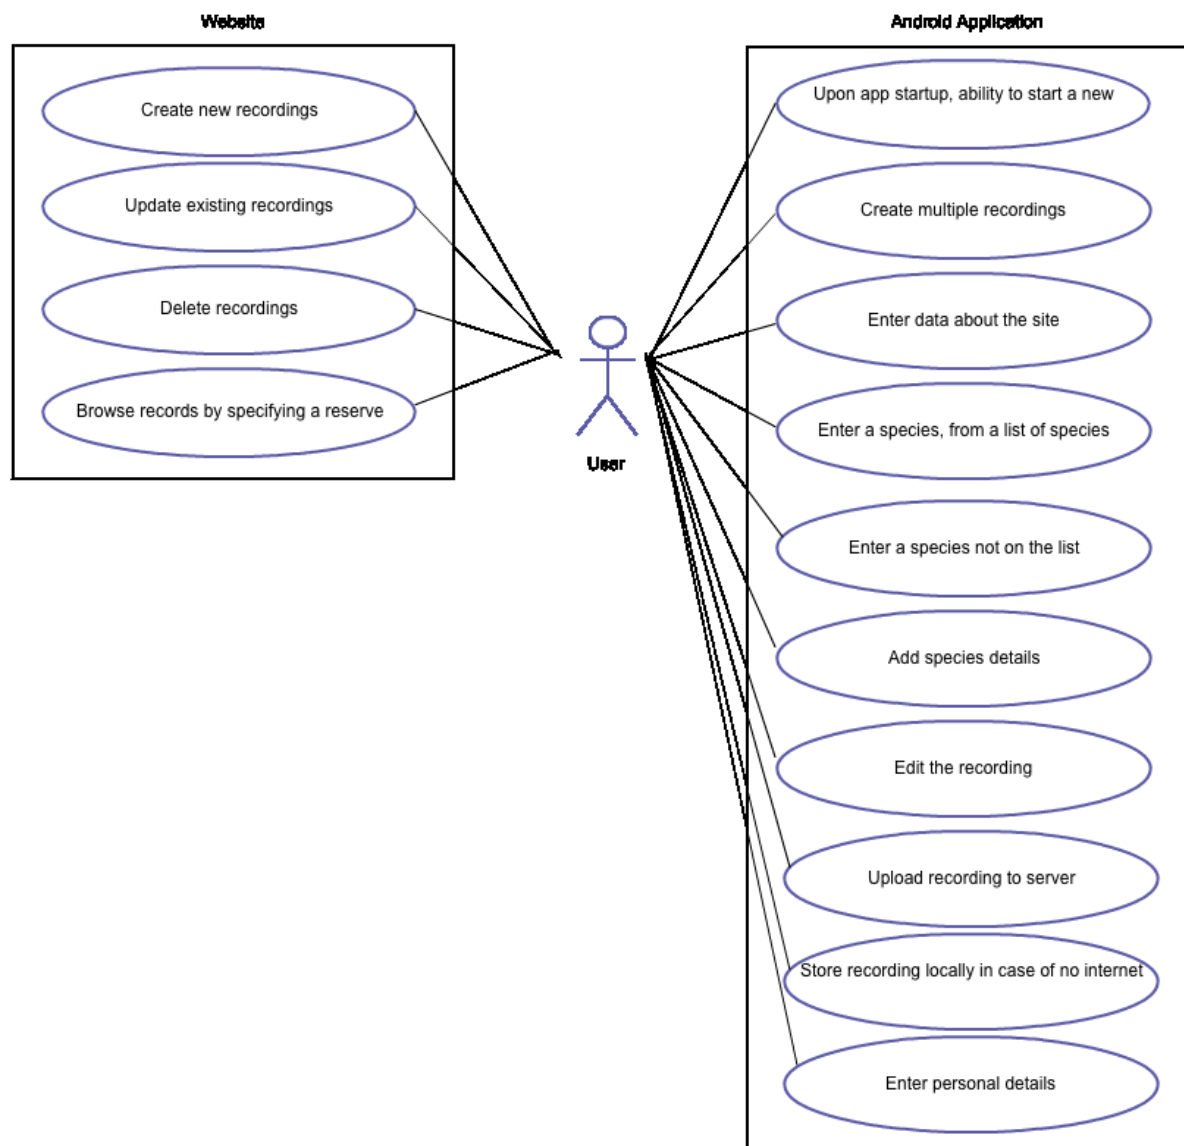 Website
Create new recordings
Update existing recordings
Delete recordings
Browse records by specifying a reserve
User
Android Application
Upon app startup, ability to start a new
Create multiple recordings
Enter data about the site
Enter a species, from a list of species
Enter a species not on the list
Add species details
Edit the recording
Upload recording to server
Store recording locally in case of no internet
Enter personal details